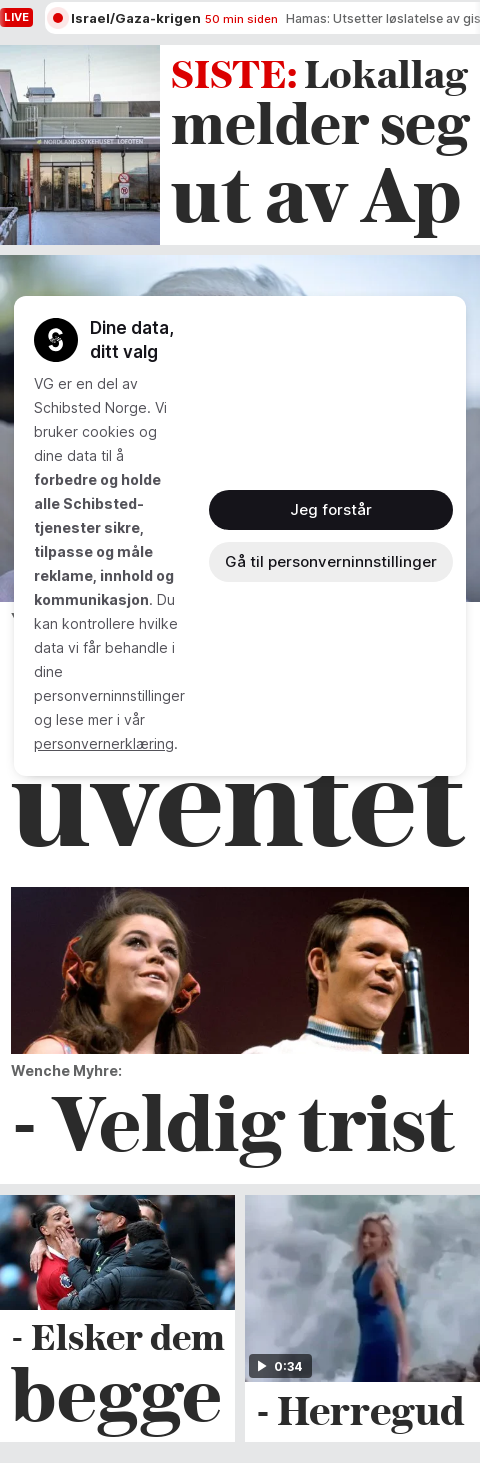 LIVE
Israel/Gaza-krigen 50 min siden Hamas: Utsetter løslatelse av gis
NORDLANDSSYKEHUSET LOFOTEN
SISTE: Lokallag
melder seg
ut av Ap
Dine data,
ditt valg
VG er en del av
Schibsted Norge. Vi
bruker cookies og
dine data til å
forbedre og holde
alle Schibsted-
tjenester sikre,
tilpasse og måle
reklame, innhold og
kommunikasjon. Du
kan kontrollere hvilke
data vi får behandle i
dine
personverninnstillinger
og lese mer i vår
personvernerklæring.
Jeg forstår
Gå til personverninnstillinger
uventet
Wenche Myhre:
- Veldig trist
- Elsker dem
begge
0:34
- Herregud